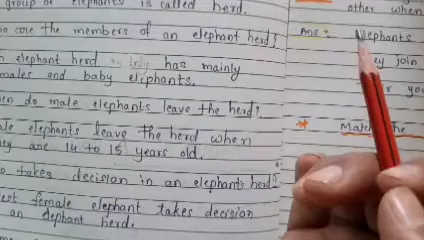 group of elephants is called herd.
are the members of an elephant herd?
elephant herd has mainly
males and baby elephants.
do male elephants leave the herd?
elephants leave the herd when
they are 14 to 15 years old.
takes decision in an elephant herd?
female elephant takes decision
an elephant herd.
other when
Ans:- elephants
join
* Match the